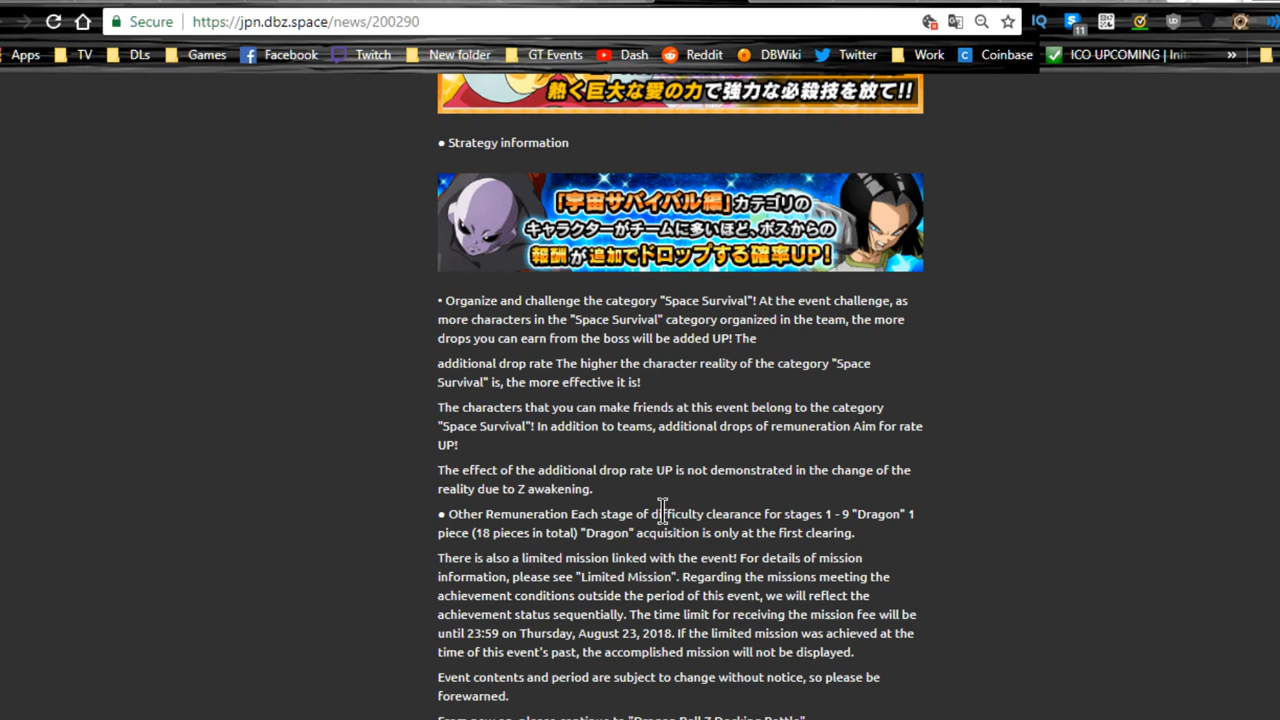 Secure https://jpn.dbz.space/news/200290
11
Apps TV DLs Games Facebook Twitch New folder GT Events Dash Reddit DBWiki Twitter Work Coinbase ICO UPCOMING | Init »
熱く巨大な愛の力で強力な必殺技を放て!!
● Strategy information
「宇宙サバイバル編」カテゴリの
キャラクターがチームに多いほど、ボスからの
報酬が追加でドロップする確率UP!
• Organize and challenge the category "Space Survival"! At the event challenge, as
more characters in the "Space Survival" category organized in the team, the more
drops you can earn from the boss will be added UP! The
additional drop rate The higher the character reality of the category "Space
Survival" is, the more effective it is!
The characters that you can make friends at this event belong to the category
"Space Survival"! In addition to teams, additional drops of remuneration Aim for rate
UP!
The effect of the additional drop rate UP is not demonstrated in the change of the
reality due to Z awakening.
● Other Remuneration Each stage of difficulty clearance for stages 1 - 9 "Dragon" 1
piece (18 pieces in total) "Dragon" acquisition is only at the first clearing.
There is also a limited mission linked with the event! For details of mission
information, please see "Limited Mission". Regarding the missions meeting the
achievement conditions outside the period of this event, we will reflect the
achievement status sequentially. The time limit for receiving the mission fee will be
until 23:59 on Thursday, August 23, 2018. If the limited mission was achieved at the
time of this event's past, the accomplished mission will not be displayed.
Event contents and period are subject to change without notice, so please be
forewarned.
From now on, please continue to "Dragon Ball Z Docking Battle"